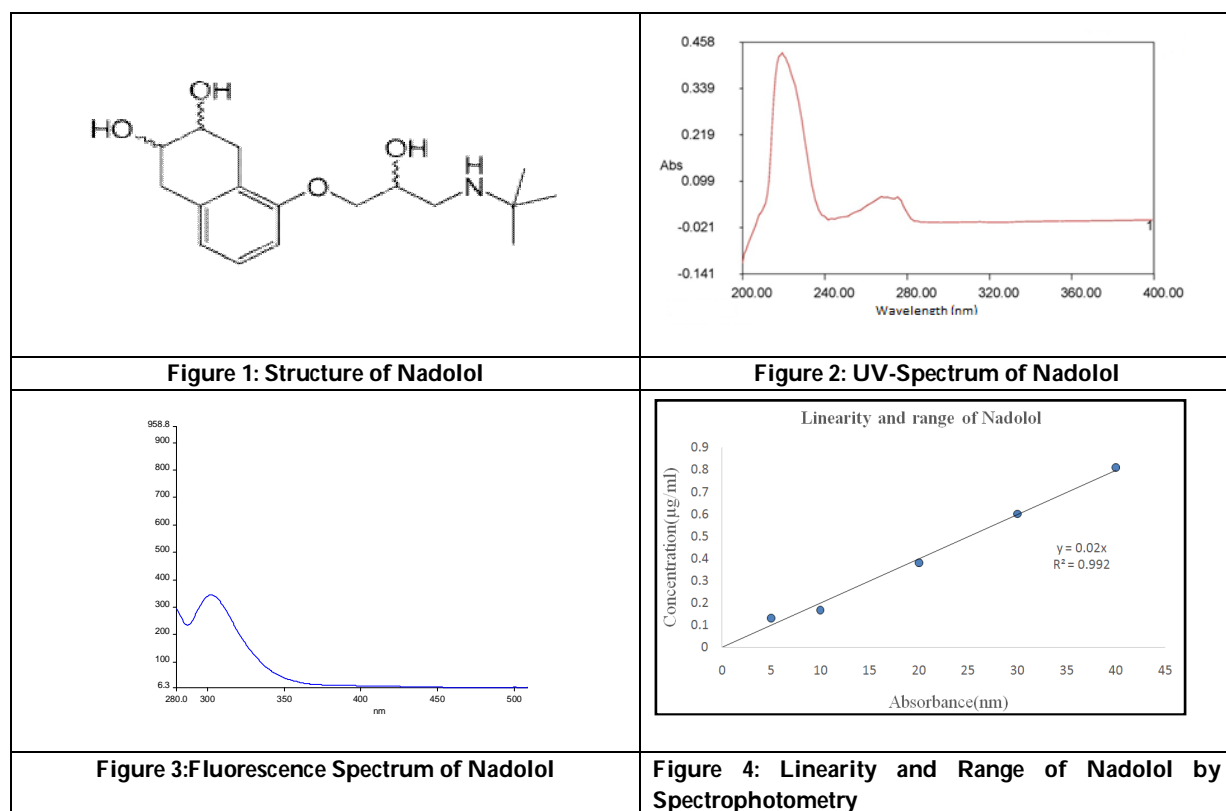 OH
HO
OH
O
H
N
Figure 1: Structure of Nadolol
0.458
0.339
0.219
Abs
0.099
-0.021
1
-0.141
200.00 240.00 280.00 320.00 360.00 400.00
Wavelength (nm)
Figure 2: UV-Spectrum of Nadolol
958.8
900
800
700
600
500
400
300
200
100
6.3
280.0 300 350 400 450 500
nm
Figure 3:Fluorescence Spectrum of Nadolol
Linearity and range of Nadolol
Concentration(µg/ml)
0.9
0.8
0.7
0.6
0.5
0.4
0.3
0.2
0.1
0
y = 0.02x
R² = 0.992
0 5 10 15 20 25 30 35 40 45
Absorbance(nm)
Figure 4: Linearity and Range of Nadolol by
Spectrophotometry